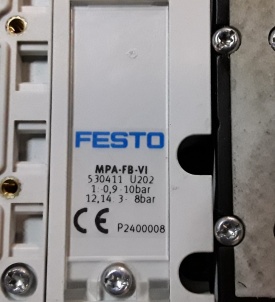 FESTO
MPA-FB-VI
530411 U202
1: -0,9 - 10bar
12,14: 3 - 8bar
CE P2400008